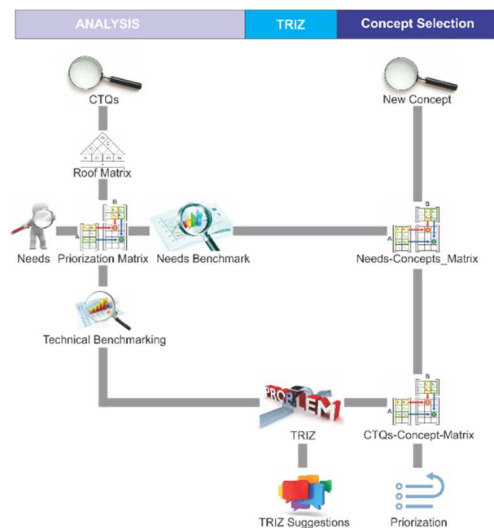 ANALYSIS
TRIZ
Concept Selection
CTQs
New Concept
Roof Matrix
Needs
Priorization Matrix
Needs Benchmark
Needs-Concepts_Matrix
Technical Benchmarking
PROBLEM
TRIZ
CTQs-Concept-Matrix
TRIZ Suggestions
Priorization